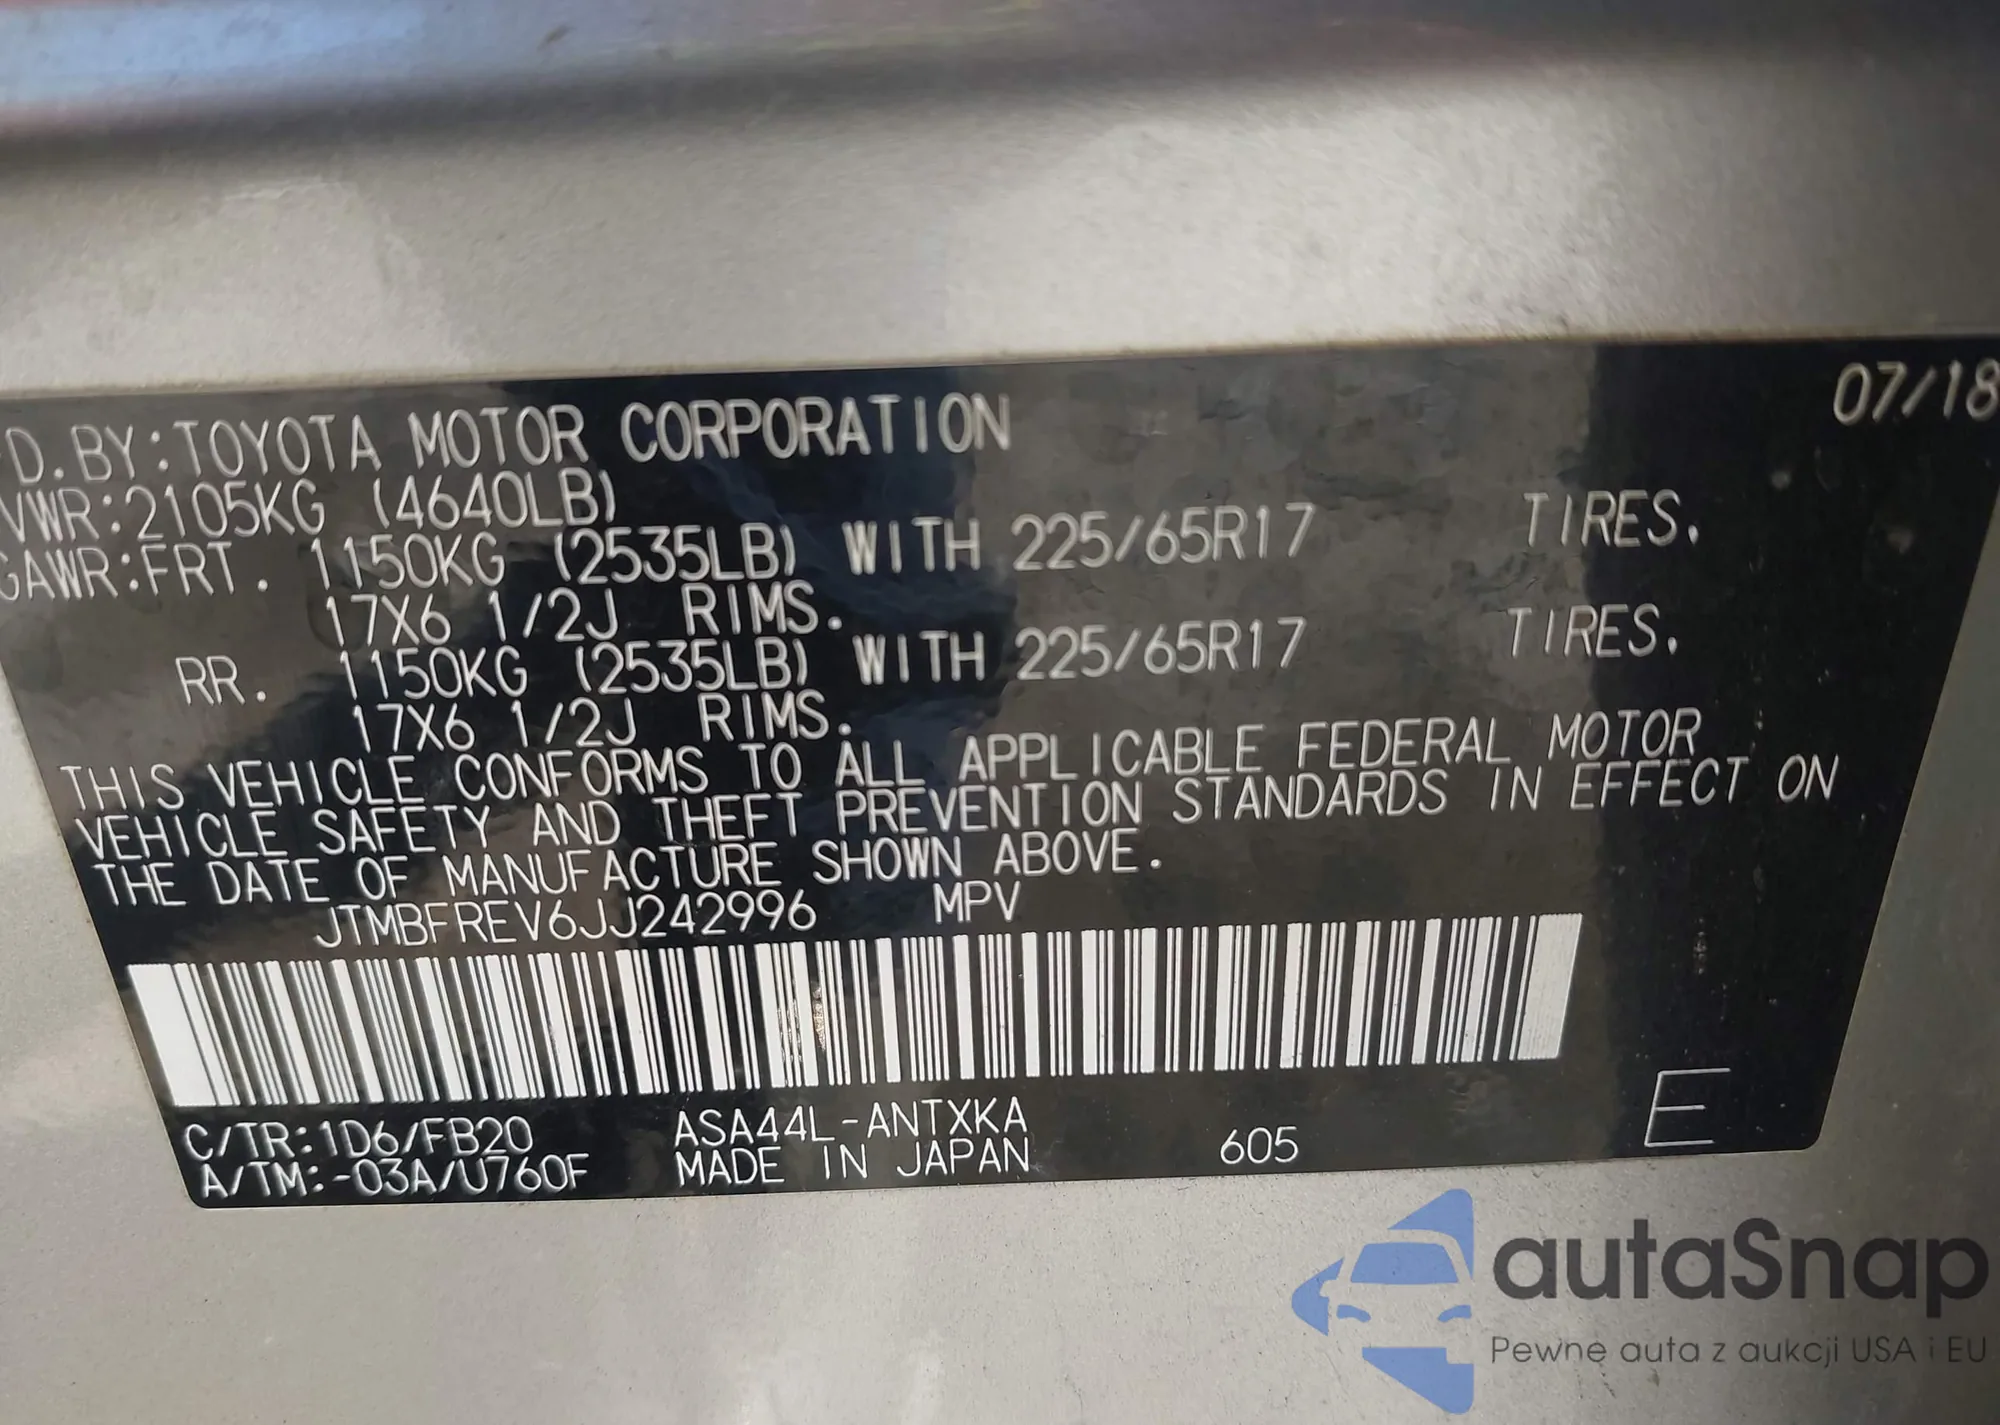 07/18
D.BY:TOYOTA MOTOR CORPORATION
VWR:2105KG (4640LB)
GAWR:FRT. 1150KG (2535LB) WITH 225/65R17 TIRES.
17X6 1/2J RIMS.
RR. 1150KG (2535LB) WITH 225/65R17 TIRES.
17X6 1/2J RIMS.
THIS VEHICLE CONFORMS TO ALL APPLICABLE FEDERAL MOTOR
VEHICLE SAFETY AND THEFT PREVENTION STANDARDS IN EFFECT ON
THE DATE OF MANUFACTURE SHOWN ABOVE.
JTMBFREV6JJ242996 MPV
C/TR:1D6/FB20 ASA44L-ANTXKA
A/TM:-03A/U760F MADE IN JAPAN 605 E
autaSnap
Pewne auta z aukcji USA i EU